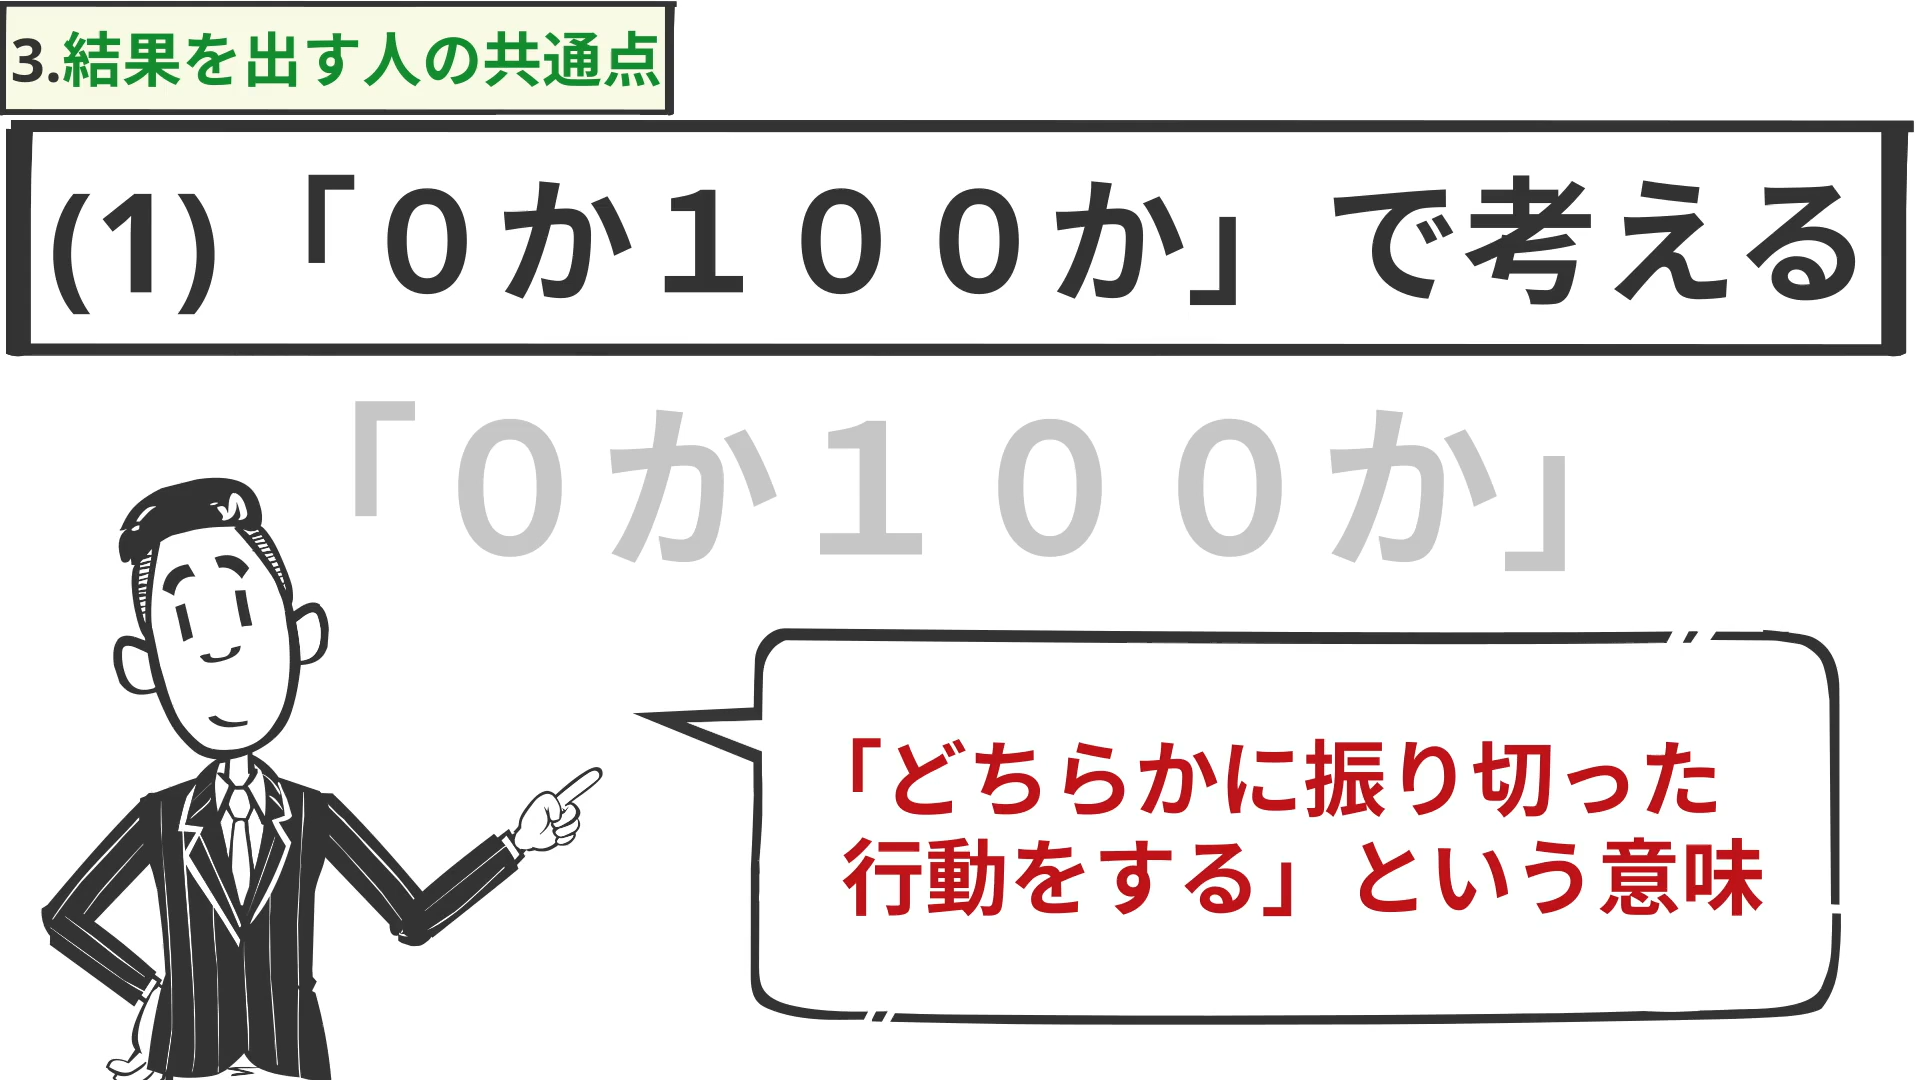 3.結果を出す人の共通点
(1)「０か１００か」で考える
「０か１００か」
「どちらかに振り切った
行動をする」という意味